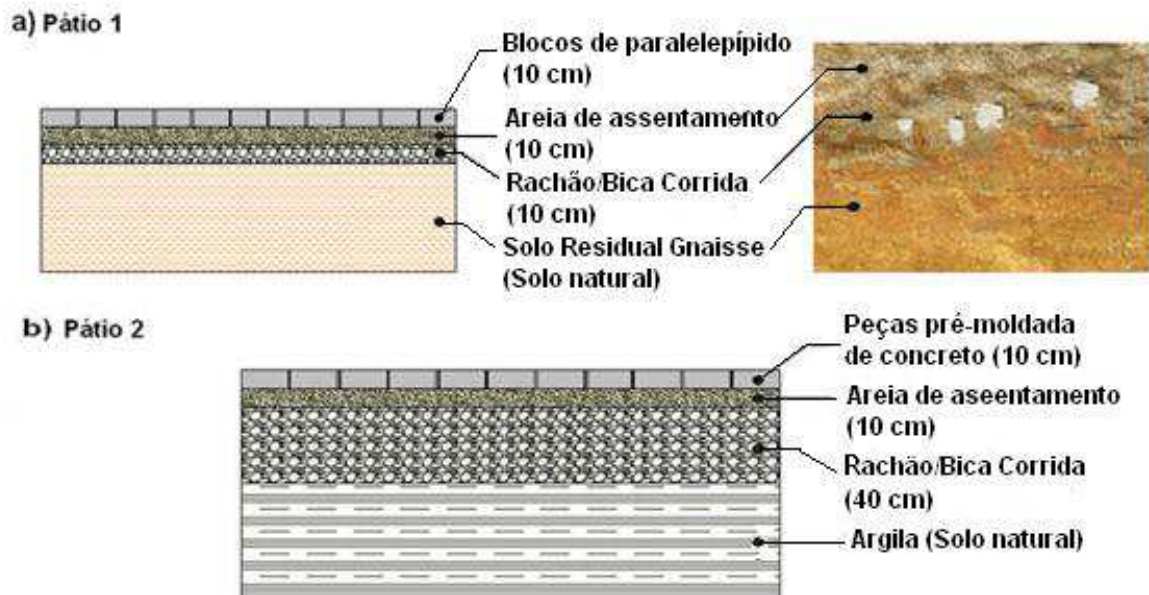 a) Pátio 1
Blocos de paralelepípido
(10 cm)
Areia de assentamento
(10 cm)
Rachão/Bica Corrida
(10 cm)
Solo Residual Gnaisse
(Solo natural)
b) Pátio 2
Peças pré-moldada
de concreto (10 cm)
Areia de aseentamento
(10 cm)
Rachão/Bica Corrida
(40 cm)
Argila (Solo natural)